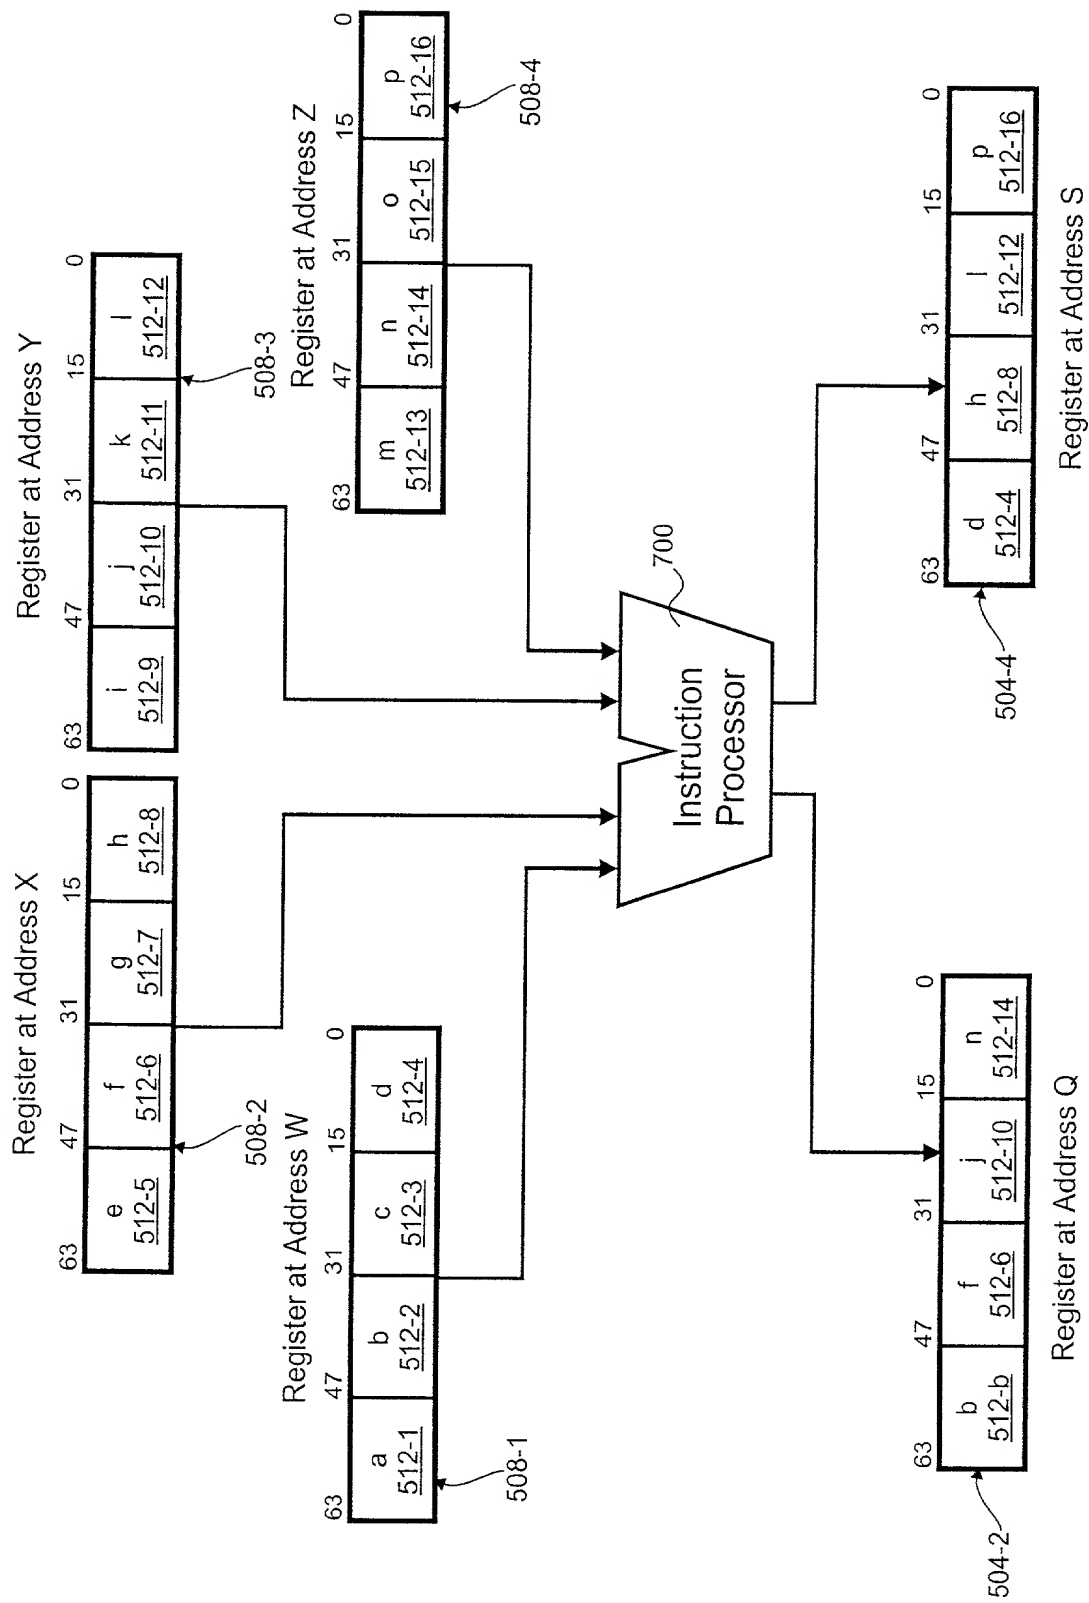 Register at Address X
63 47 31 15 0
e f g h
512-5 512-6 512-7 512-8
508-2
Register at Address Y
63 47 31 15 0
i j k l
512-9 512-10 512-11 512-12
508-3
Register at Address W
63 47 31 15 0
a b c d
512-1 512-2 512-3 512-4
508-1
Register at Address Z
63 47 31 15 0
m n o p
512-13 512-14 512-15 512-16
508-4
Instruction
Processor
700
63 47 31 15 0
b f j n
512-b 512-6 512-10 512-14
504-2
Register at Address Q
63 47 31 15 0
d h l p
512-4 512-8 512-12 512-16
504-4
Register at Address S